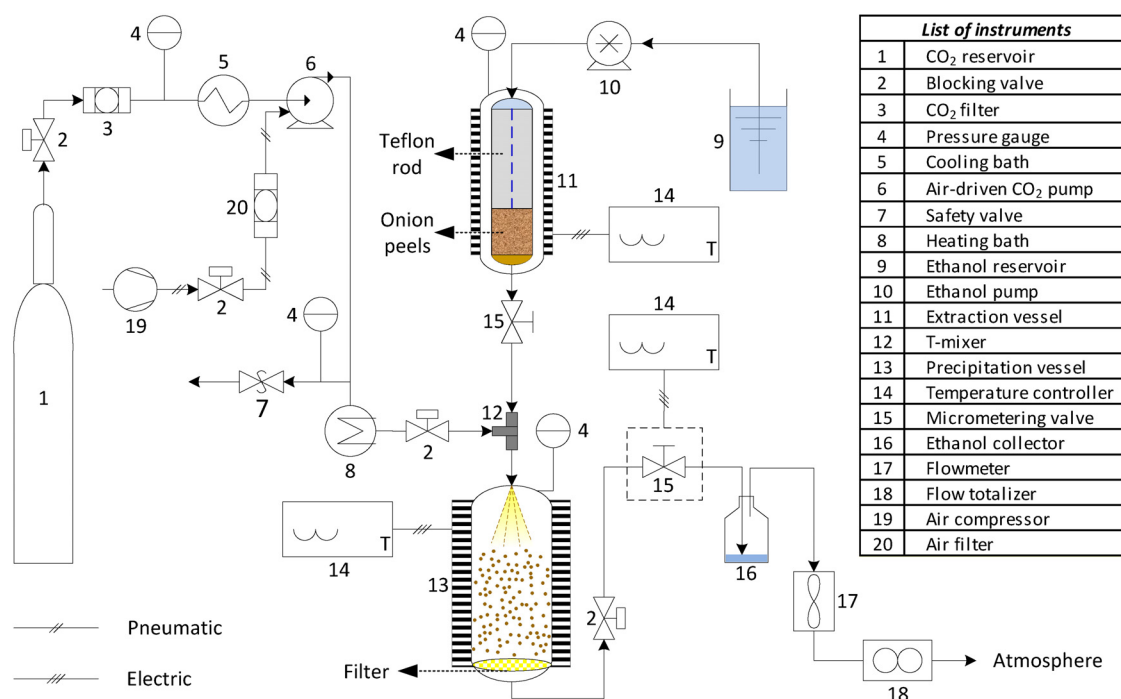 4
5
6
4
10
2
3
Teflon
rod
11
9
20
14
Onion
peels
T
19
2
4
15
14
T
7
1
12
4
8
2
15
T
14
13
16
2
17
Filter
18
Atmosphere
Pneumatic
Electric
List of instruments
1 CO₂ reservoir
2 Blocking valve
3 CO₂ filter
4 Pressure gauge
5 Cooling bath
6 Air-driven CO₂ pump
7 Safety valve
8 Heating bath
9 Ethanol reservoir
10 Ethanol pump
11 Extraction vessel
12 T-mixer
13 Precipitation vessel
14 Temperature controller
15 Micrometering valve
16 Ethanol collector
17 Flowmeter
18 Flow totalizer
19 Air compressor
20 Air filter